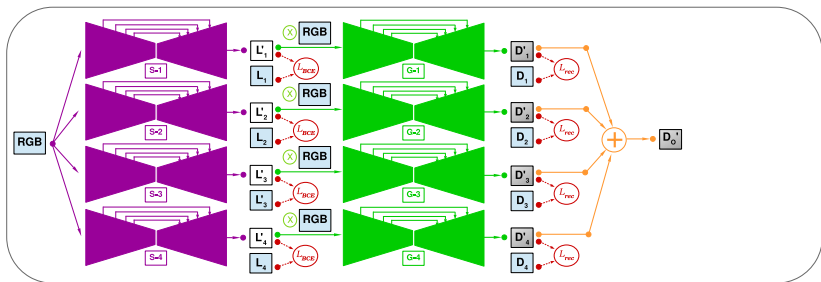 RGB
S-1
L'1
L1
LBCE
X
RGB
G-1
D'1
D1
Lrec
S-2
L'2
L2
LBCE
X
RGB
G-2
D'2
D2
Lrec
S-3
L'3
L'3
LBCE
X
RGB
G-3
D'3
D3
Lrec
S-4
L'4
L4
LBCE
X
RGB
G-4
D'4
D4
Lrec
+
Do'